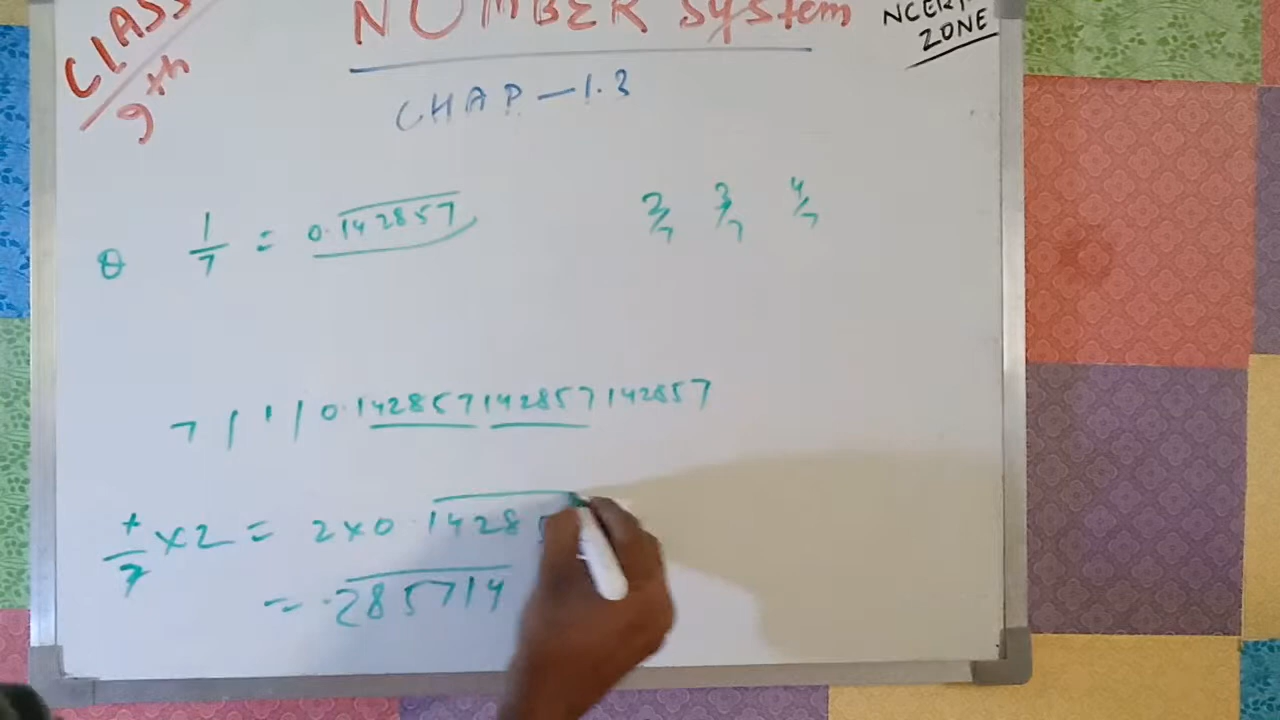 CLASS 9th
NUMBER System
NCERT ZONE
CHAP-1.3
Q 1/7 = 0.142857
2/7 3/7 4/7
7 | 1 | 0.142857142857142857
1/7 x 2 = 2 x 0.1428
= .285714